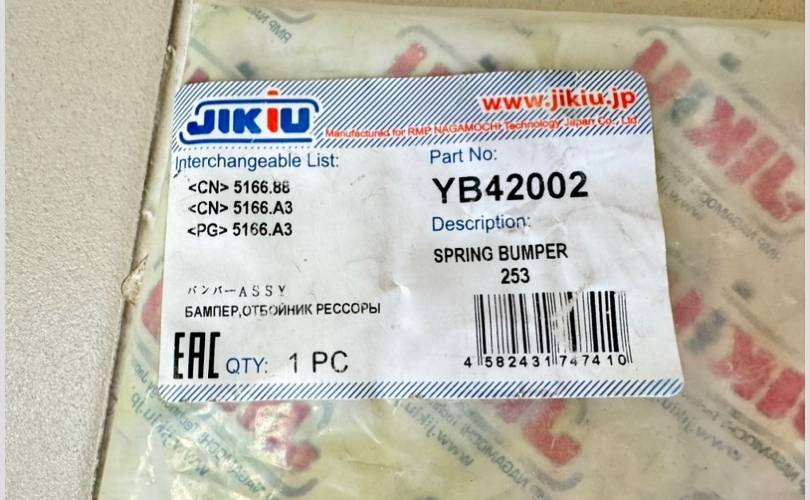 JIKIU
www.jikiu.jp
Manufactured for RMP NAGAMOCHI Technology Japan Co., Ltd.
Interchangeable List:
<CN> 5166.88
<CN> 5166.A3
<PG> 5166.A3
Part No:
YB42002
Description:
SPRING BUMPER
253
バンパーASSY
БАМПЕР,ОТБОЙНИК РЕССОРЫ
EAC QTY: 1 PC
4 582431 747410